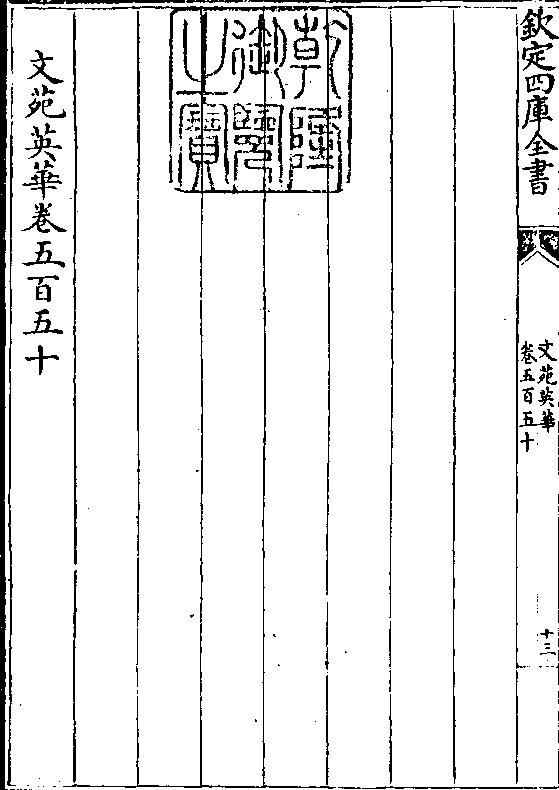 欽定四庫全書
文苑英華
卷五百五十
十三
乾隆
御覽
之寶
文苑英華卷五百五十